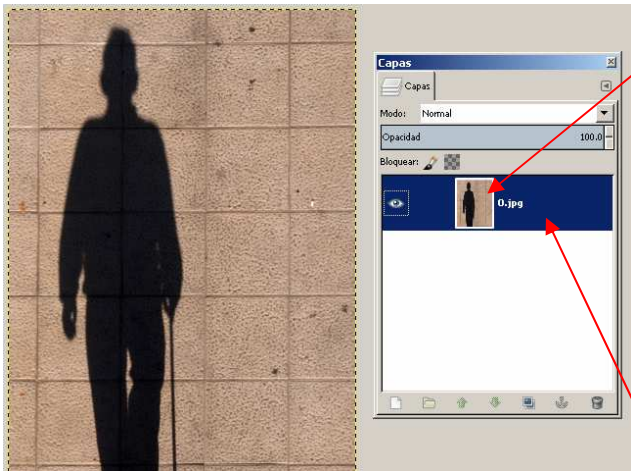 Capas
Capas
Modo: Normal
Opacidad 100.0
Bloquear:
0.jpg